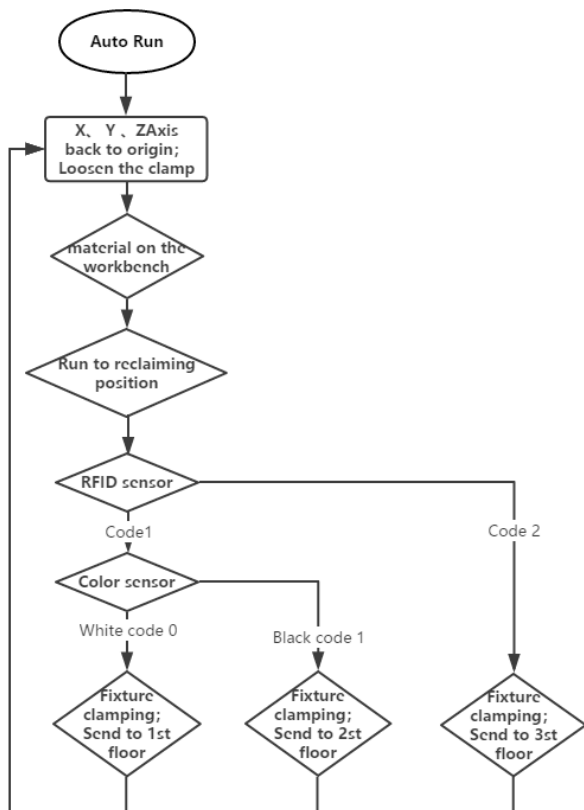 Auto Run
X、 Y 、ZAxis
back to origin;
Loosen the clamp
material on the
workbench
Run to reclaiming
position
RFID sensor
Code1
Code 2
Color sensor
White code 0
Black code 1
Fixture
clamping;
Send to 1st
floor
Fixture
clamping;
Send to 2st
floor
Fixture
clamping;
Send to 3st
floor